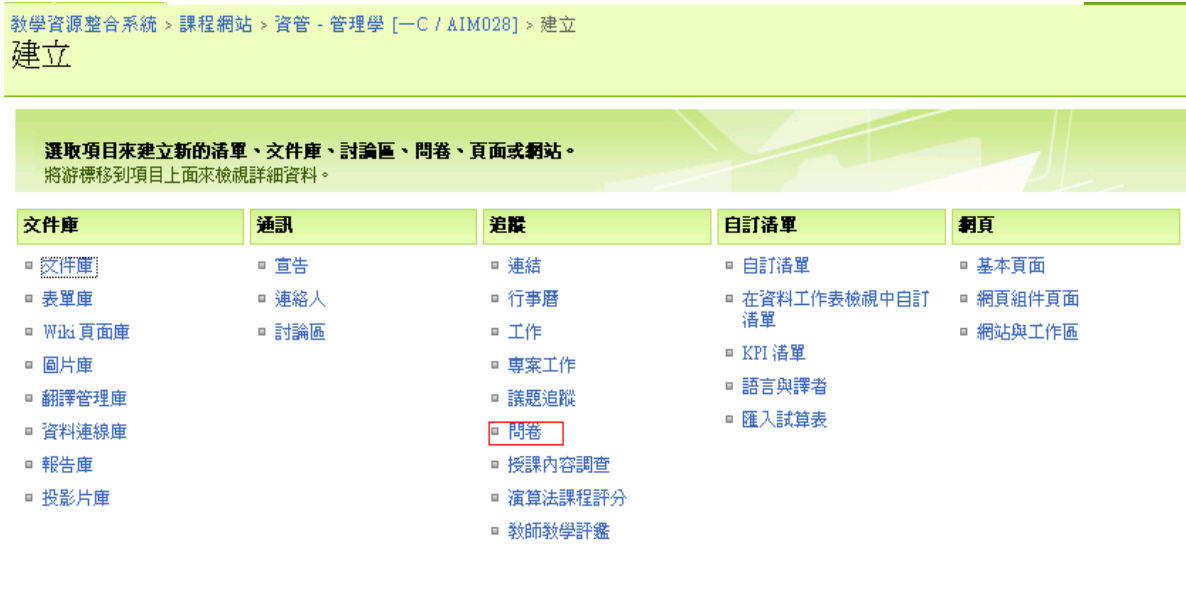 教學資源整合系統 > 課程網站 > 資管 - 管理學 [一C / AIM028] > 建立
建立
選取項目來建立新的清單、文件庫、討論區、問卷、頁面或網站。
將游標移到項目上面來檢視詳細資料。
文件庫
文件庫
表單庫
Wiki 頁面庫
圖片庫
翻譯管理庫
資料連線庫
報告庫
投影片庫
通訊
宣告
連絡人
討論區
追蹤
連結
行事曆
工作
專案工作
議題追蹤
問卷
授課內容調查
演算法課程評分
教師教學評鑑
自訂清單
自訂清單
在資料工作表檢視中自訂
清單
KPI 清單
語言與譯者
匯入試算表
網頁
基本頁面
網頁組件頁面
網站與工作區